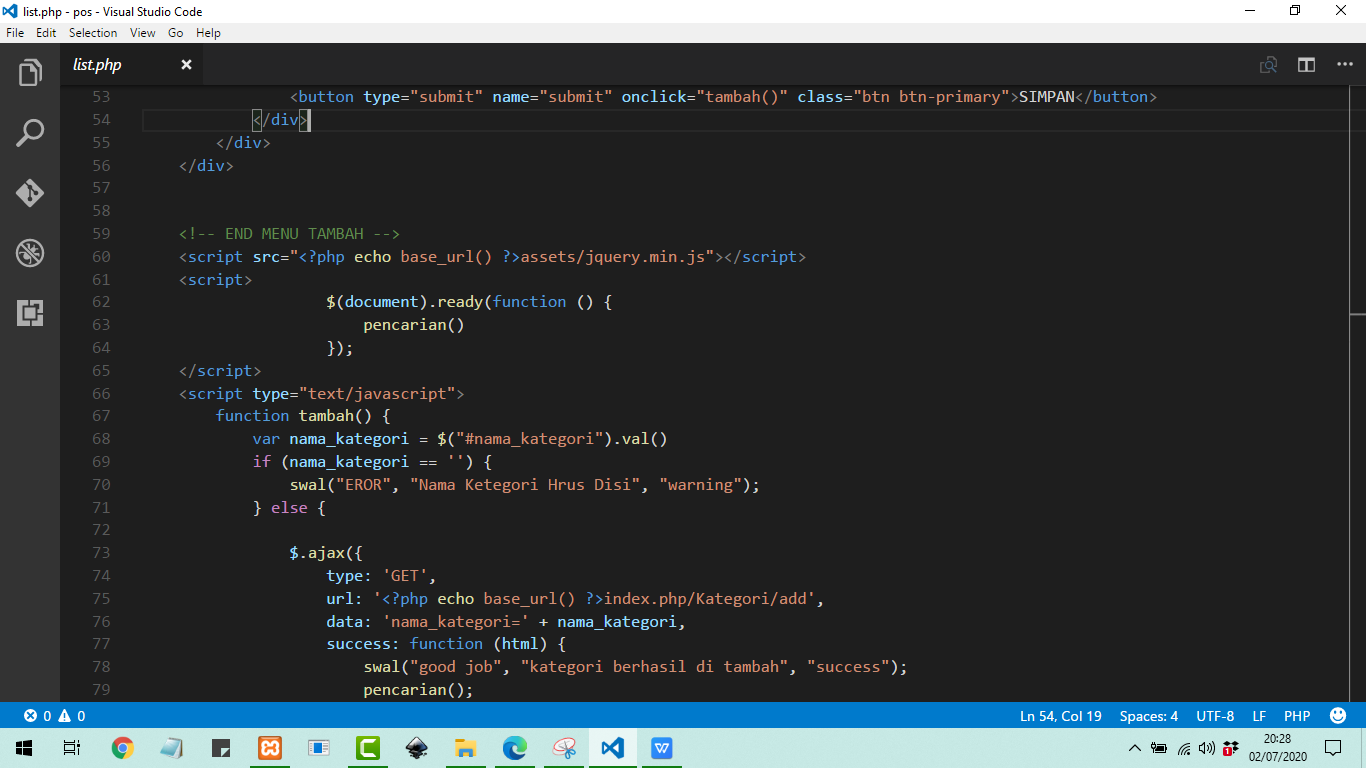 list.php - pos - Visual Studio Code
File Edit Selection View Go Help
list.php
53 <button type="submit" name="submit" onclick="tambah()" class="btn btn-primary">SIMPAN</button>
54 </div>
55 </div>
56 </div>
57
58
59 <!-- END MENU TAMBAH -->
60 <script src="<?php echo base_url() ?>assets/jquery.min.js"></script>
61 <script>
62 $(document).ready(function () {
63 pencarian()
64 });
65 </script>
66 <script type="text/javascript">
67 function tambah() {
68 var nama_kategori = $("#nama_kategori").val()
69 if (nama_kategori == '') {
70 swal("EROR", "Nama Ketegori Hrus Disi", "warning");
71 } else {
72
73 $.ajax({
74 type: 'GET',
75 url: '<?php echo base_url() ?>index.php/Kategori/add',
76 data: 'nama_kategori=' + nama_kategori,
77 success: function (html) {
78 swal("good job", "kategori berhasil di tambah", "success");
79 pencarian();
0 0 Ln 54, Col 19 Spaces: 4 UTF-8 LF PHP
20:28
02/07/2020